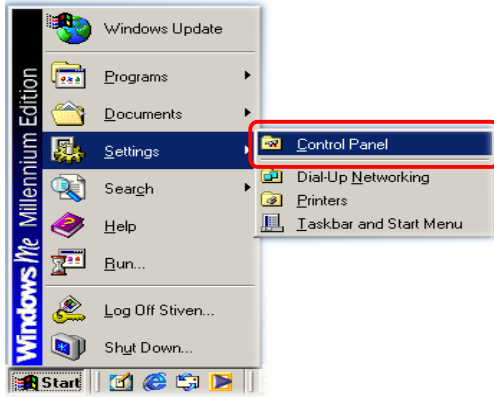 Windows Me Millennium Edition
Windows Update
Programs
Documents
Settings
Search
Help
Run...
Log Off Stiven...
Shut Down...
Control Panel
Dial-Up Networking
Printers
Taskbar and Start Menu
Start